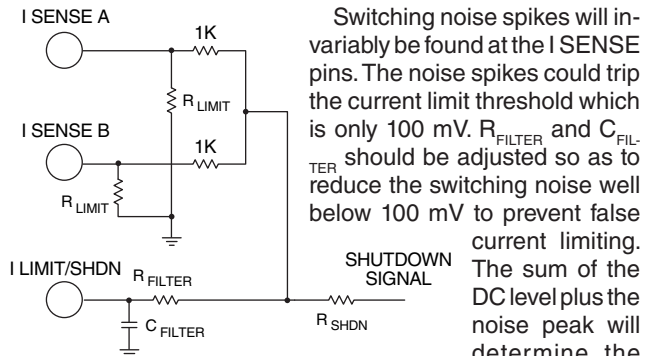 I SENSE A
1K
R LIMIT
I SENSE B
1K
R LIMIT
I LIMIT/SHDN
R FILTER
C FILTER
SHUTDOWN
SIGNAL
R SHDN
Switching noise spikes will in-
variably be found at the I SENSE
pins. The noise spikes could trip
the current limit threshold which
is only 100 mV. RFILTER and CFIL-
TER should be adjusted so as to
reduce the switching noise well
below 100 mV to prevent false
current limiting.
The sum of the
DC level plus the
noise peak will
determine the